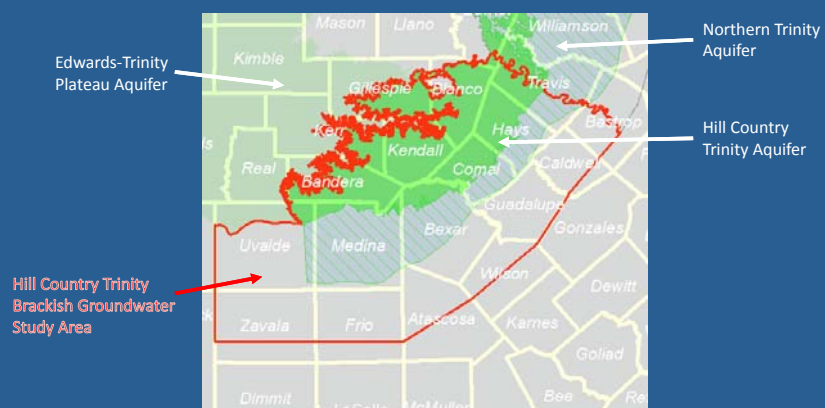 Mason
Llano
Williamson
Northern Trinity
Aquifer
Edwards-Trinity
Plateau Aquifer
Kimble
Gillespie
Blanco
Travis
Bastrop
Kerr
Hays
Hill Country
Trinity Aquifer
Kendall
Real
Comal
Caldwell
Bandera
Guadalupe
Uvalde
Medina
Bexar
Gonzales
Hill Country Trinity
Brackish Groundwater
Study Area
Wilson
Dewitt
Zavala
Frio
Atascosa
Karnes
Goliad
Dimmit
McMullen
Bee